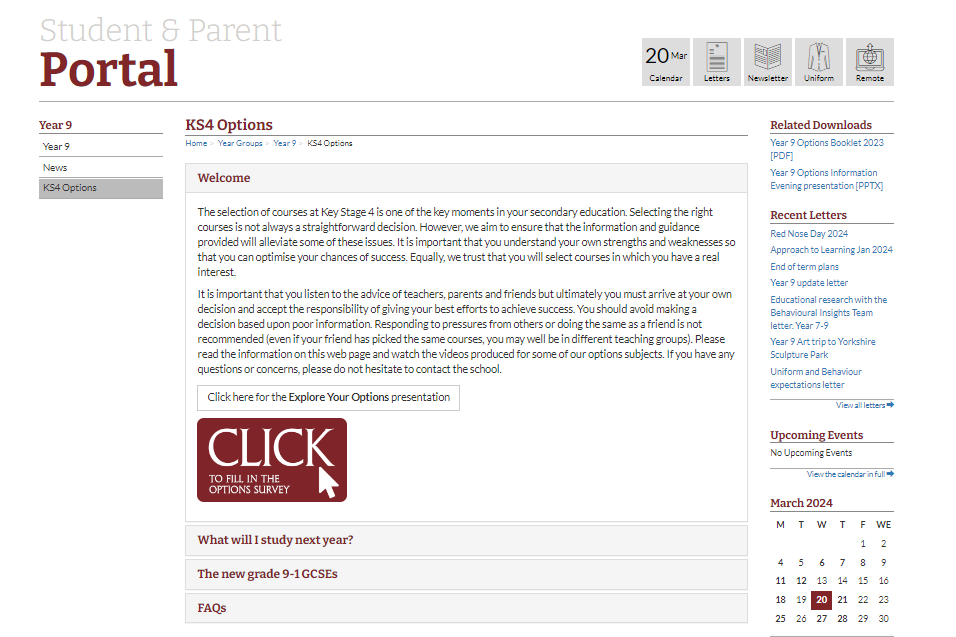 Student & Parent
Portal
20 Mar
Calendar
Letters
Newsletter
Uniform
Remote
Year 9
Year 9
News
KS4 Options
KS4 Options
Home > Year Groups > Year 9 > KS4 Options
Welcome
The selection of courses at Key Stage 4 is one of the key moments in your secondary education. Selecting the right
courses is not always a straightforward decision. However, we aim to ensure that the information and guidance
provided will alleviate some of these issues. It is important that you understand your own strengths and weaknesses so
that you can optimise your chances of success. Equally, we trust that you will select courses in which you have a real
interest.
It is important that you listen to the advice of teachers, parents and friends but ultimately you must arrive at your own
decision and accept the responsibility of giving your best efforts to achieve success. You should avoid making a
decision based upon poor information. Responding to pressures from others or doing the same as a friend is not
recommended (even if your friend has picked the same courses, you may well be in different teaching groups). Please
read the information on this web page and watch the videos produced for some of our options subjects. If you have any
questions or concerns, please do not hesitate to contact the school.
Click here for the Explore Your Options presentation
CLICK
TO FILL IN THE
OPTIONS SURVEY
What will I study next year?
The new grade 9-1 GCSEs
FAQs
Related Downloads
Year 9 Options Booklet 2023
[PDF]
Year 9 Options Information
Evening presentation [PPTX]
Recent Letters
Red Nose Day 2024
Approach to Learning Jan 2024
End of term plans
Year 9 update letter
Educational research with the
Behavioural Insights Team
letter. Year 7-9
Year 9 Art trip to Yorkshire
Sculpture Park
Uniform and Behaviour
expectations letter
View all letters
Upcoming Events
No Upcoming Events
View the calendar in full
March 2024
M T W T F WE
1 2
4 5 6 7 8 9
11 12 13 14 15 16
18 19 20 21 22 23
25 26 27 28 29 30